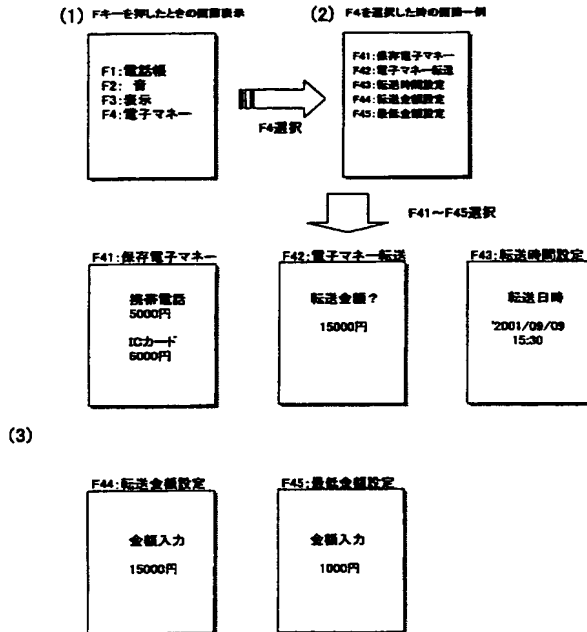 (1) Fキーを押したときの画面表示
F1:電話帳
F2: 音
F3:表示
F4:電子マネー
F4選択
(2) F4を選択した時の画面一例
F41:保存電子マネー
F42:電子マネー転送
F43:転送時間設定
F44:転送金額設定
F45:最低金額設定
F41～F45選択
(3)
F41:保存電子マネー
携帯電話
5000円
ICカード
6000円
F42:電子マネー転送
転送金額?
15000円
F43:転送時間設定
転送日時
'2001/09/09
15:30
F44:転送金額設定
金額入力
15000円
F45:最低金額設定
金額入力
1000円